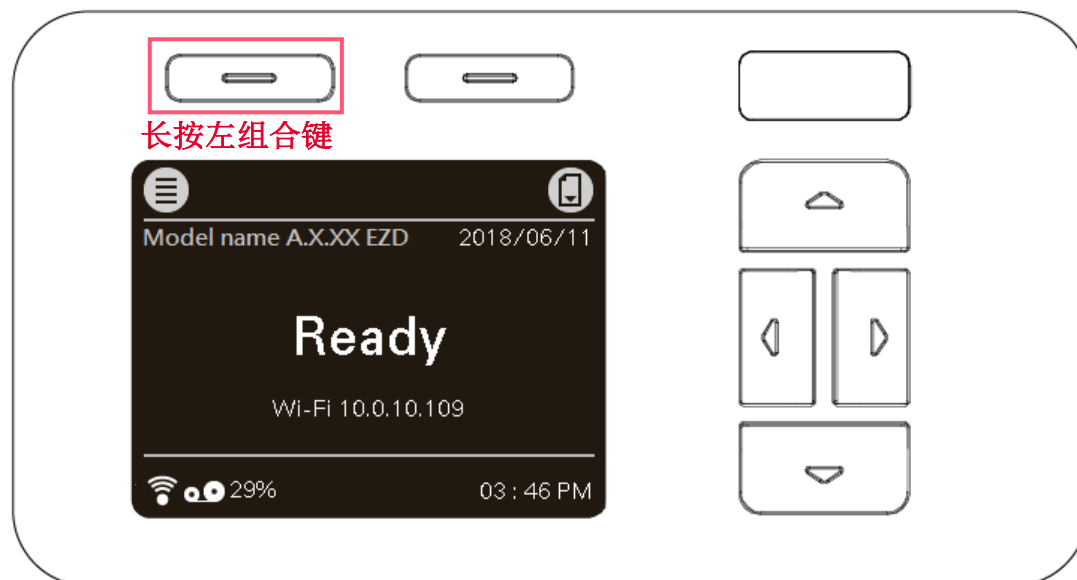 长按左组合键
Model name A.X.XX EZD 2018/06/11
Ready
Wi-Fi 10.0.10.109
29% 03 : 46 PM